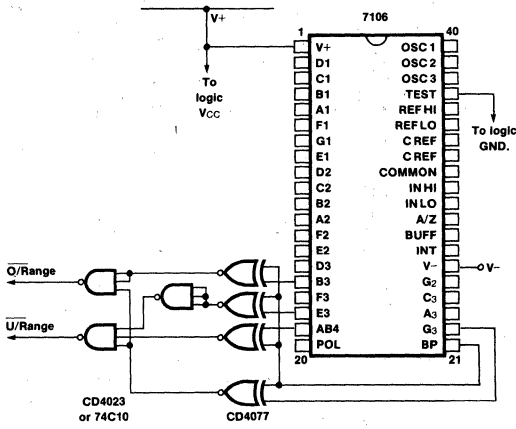 7106
V+
1
40
V+
OSC 1
D1
OSC 2
C1
OSC 3
To
logic
VCC
B1
TEST
A1
REF HI
F1
REF LO
To logic
GND.
G1
C REF
E1
C REF
D2
COMMON
C2
IN HI
B2
IN LO
A2
A/Z
F2
BUFF
E2
INT
D3
V−
V−
O/Range
B3
G2
F3
C3
E3
A3
U/Range
AB4
G3
20
POL
BP
21
CD4023
or 74C10
CD4077